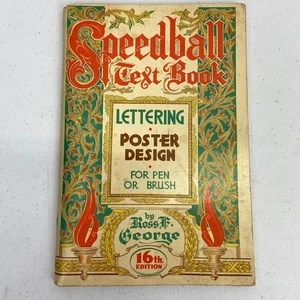 Speedball
Text Book
LETTERING
POSTER
DESIGN
FOR PEN
OR BRUSH
by
Ross F.
George
16th
EDITION